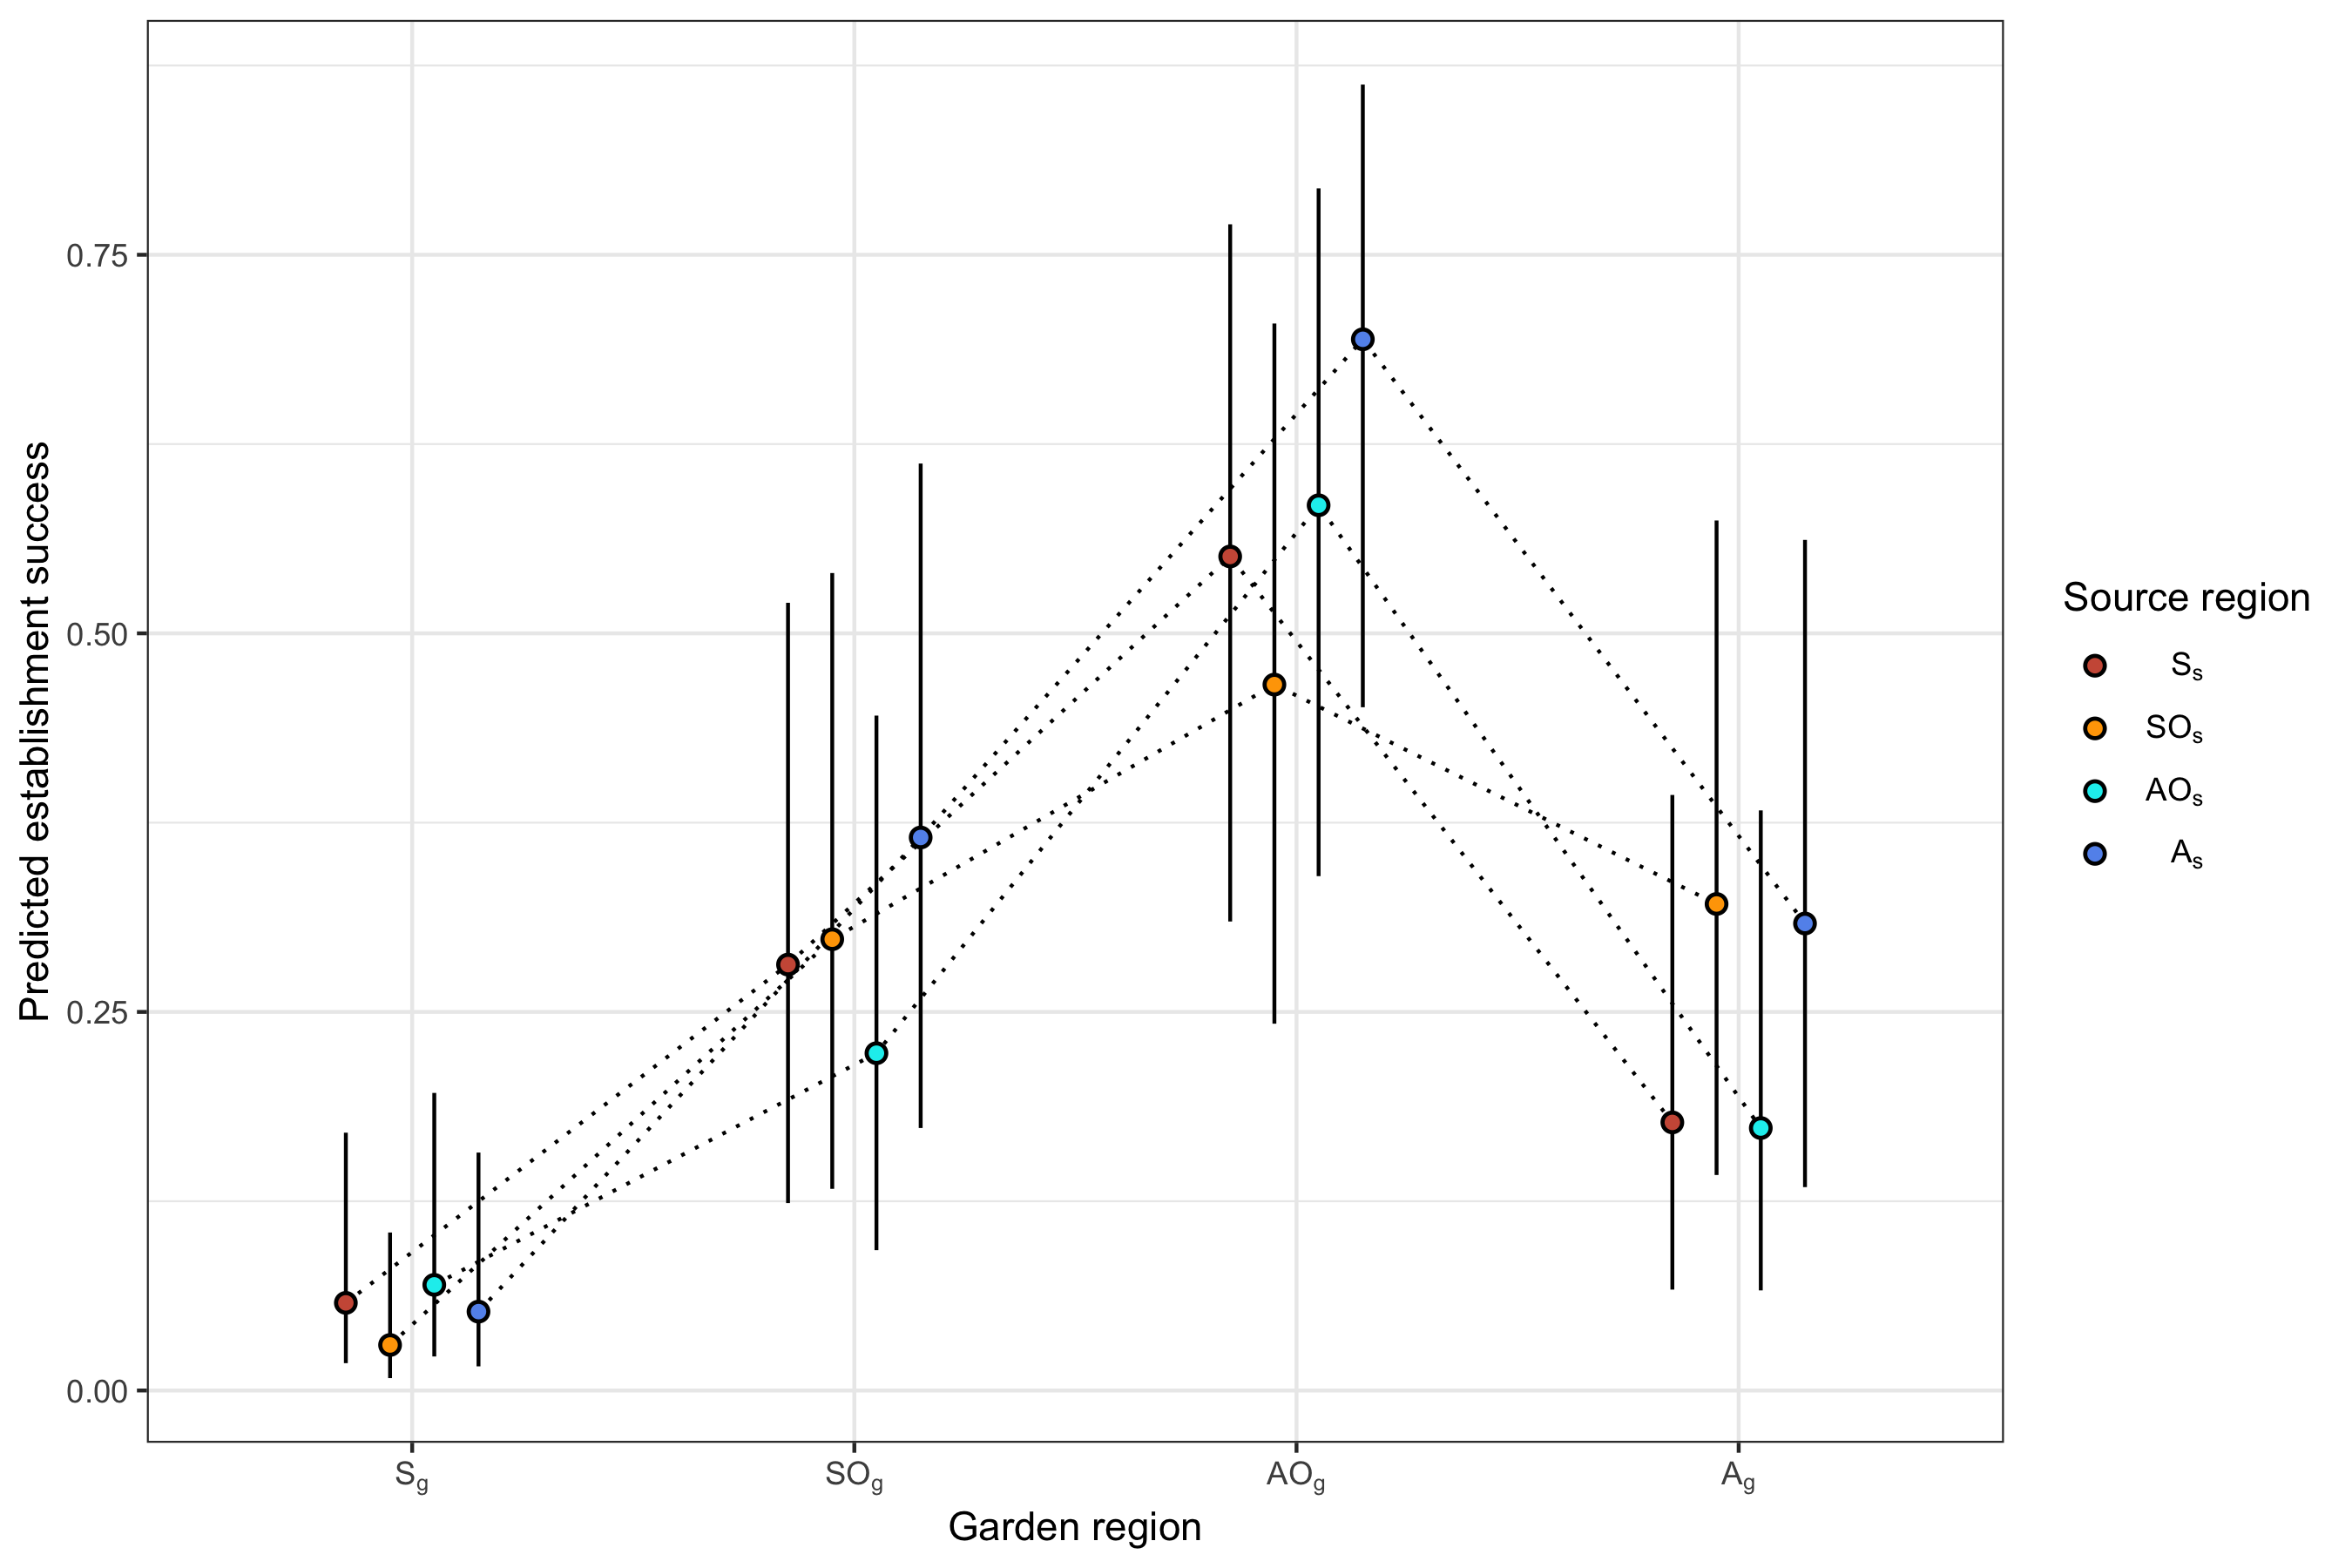 Predicted establishment success
0.75
0.50
0.25
0.00
Sg
SOg
AOg
Ag
Garden region
Source region
Ss
SOs
AOs
As